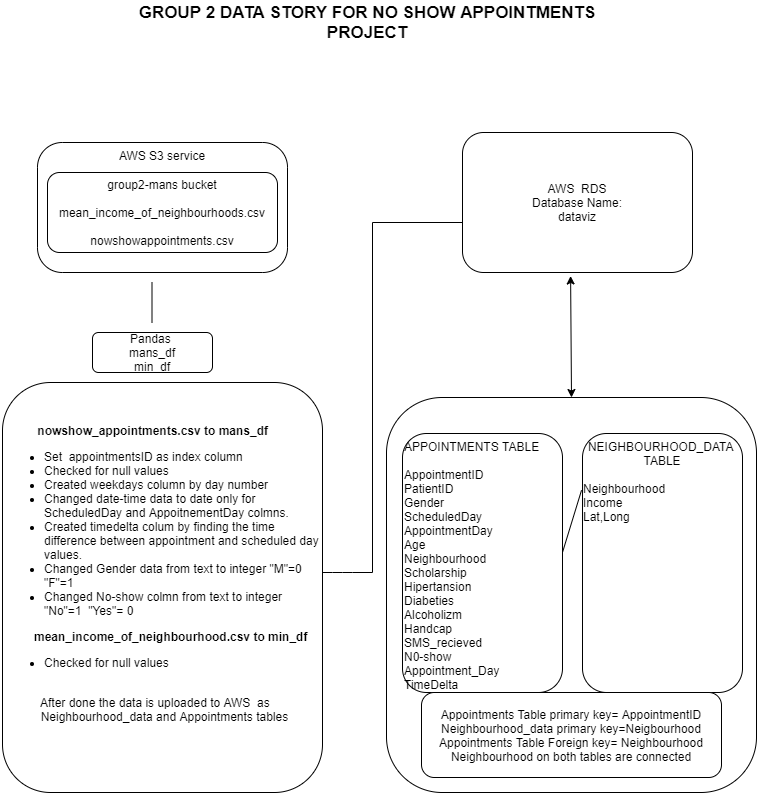 GROUP 2 DATA STORY FOR NO SHOW APPOINTMENTS
PROJECT
AWS S3 service
group2-mans bucket
mean_income_of_neighbourhoods.csv
nowshowappointments.csv
Pandas
mans_df
min_df
nowshow_appointments.csv to mans_df
Set appointmentsID as index column
Checked for null values
Created weekdays column by day number
Changed date-time data to date only for
ScheduledDay and AppoitnementDay colmns.
Created timedelta colum by finding the time
difference between appointment and scheduled day
values.
Changed Gender data from text to integer "M"=0
"F"=1
Changed No-show colmn from text to integer
"No"=1 "Yes"= 0
mean_income_of_neighbourhood.csv to min_df
Checked for null values
After done the data is uploaded to AWS as
Neighbourhood_data and Appointments tables
AWS RDS
Database Name:
dataviz
APPOINTMENTS TABLE
AppointmentID
PatientID
Gender
ScheduledDay
AppointmentDay
Age
Neighbourhood
Scholarship
Hipertansion
Diabeties
Alcoholizm
Handcap
SMS_recieved
N0-show
Appointment_Day
TimeDelta
NEIGHBOURHOOD_DATA
TABLE
Neighbourhood
Income
Lat,Long
Appointments Table primary key= AppointmentID
Neighbourhood_data primary key=Neigbourhood
Appointments Table Foreign key= Neighbourhood
Neighbourhood on both tables are connected